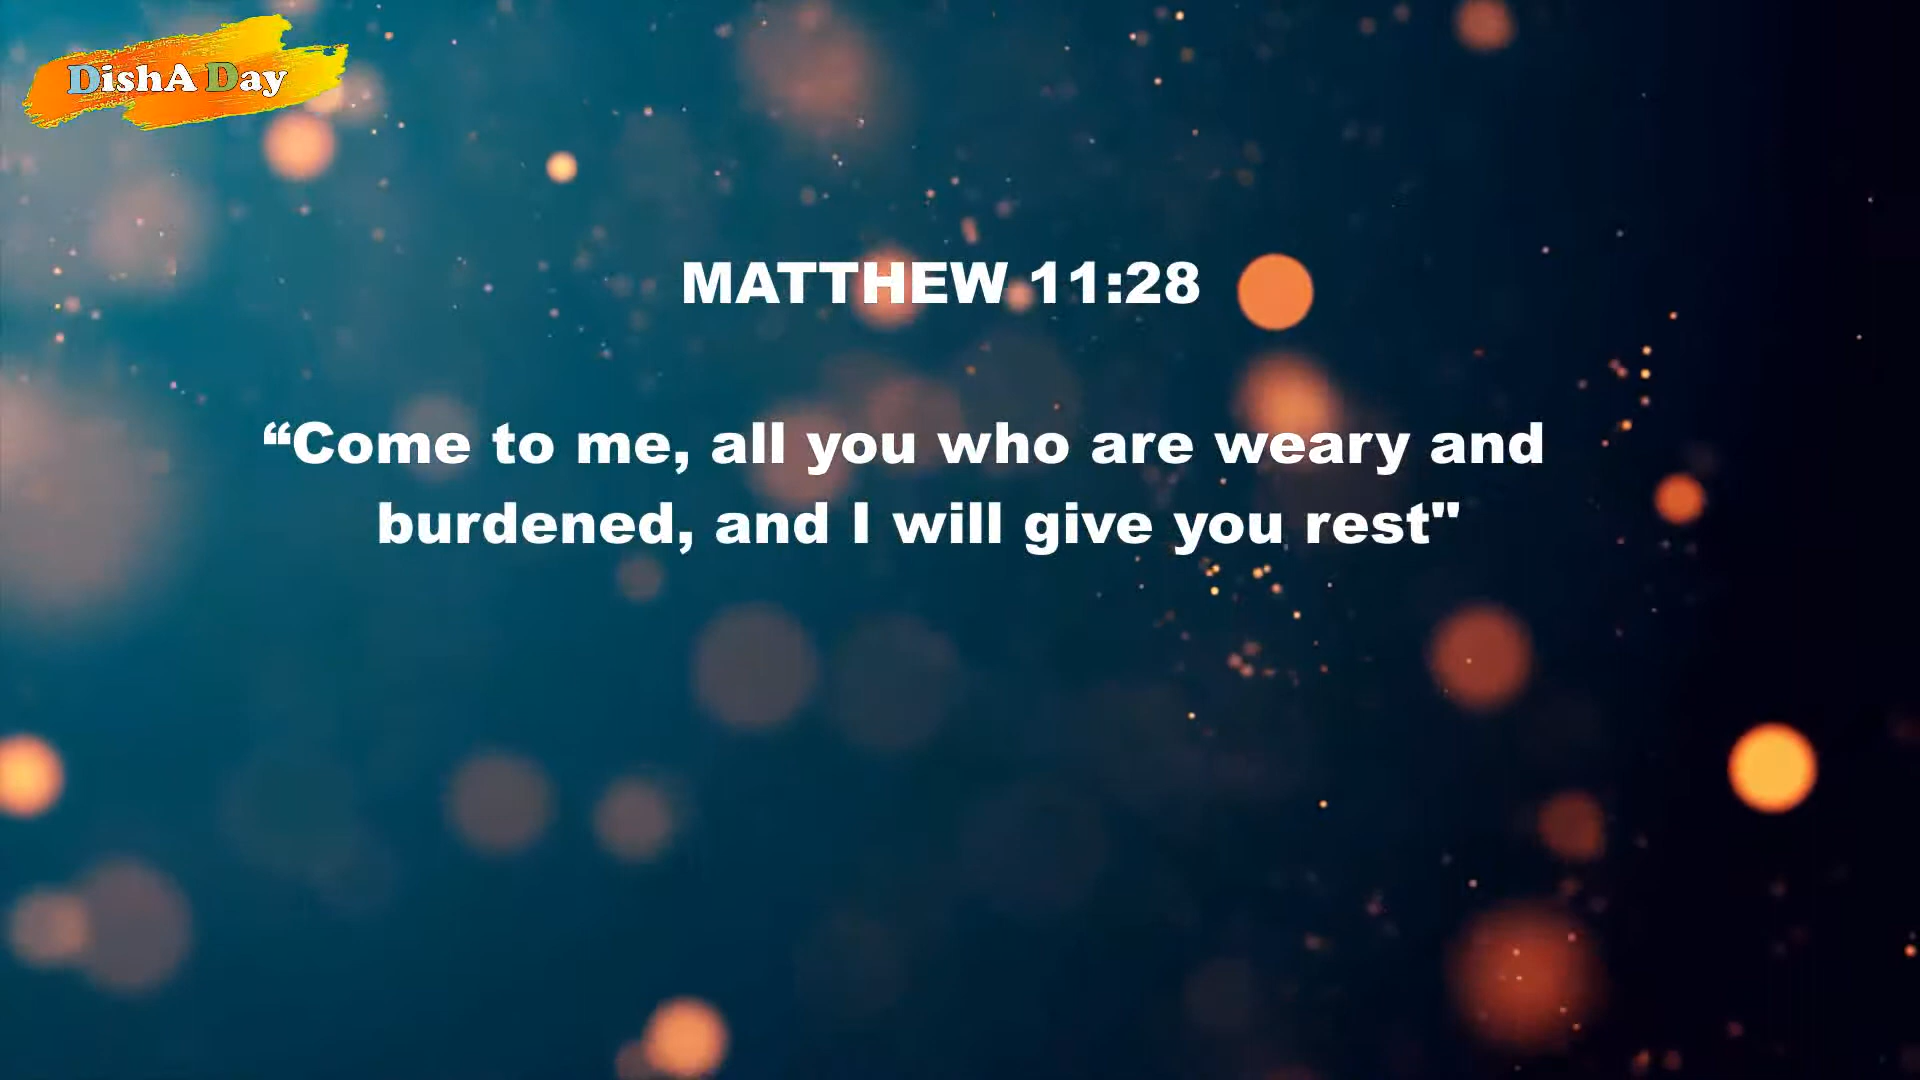 DishA Day
MATTHEW 11:28
“Come to me, all you who are weary and
burdened, and I will give you rest"